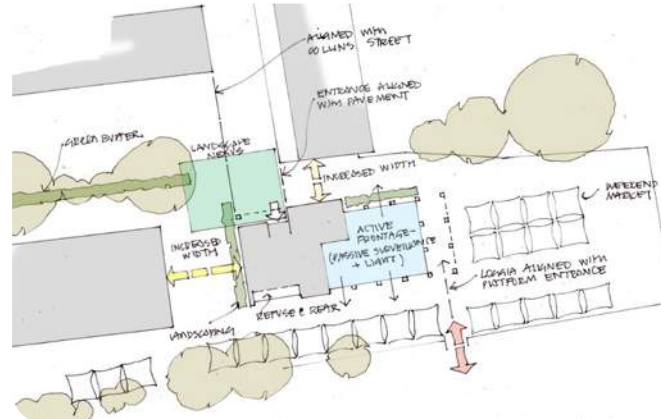 ALIGNED WITH
COLLINS STREET
ENTRANCE ALIGNED
WITH PAVEMENT
GREEN BUFFER
LANDSCAPE
NEXUS
INCREASED WIDTH
WEEKEND
MARKET
ACTIVE
FRONTAGE -
(PASSIVE SURVEILLANCE
+ LIGHT)
INCREASED
WIDTH
LOGGIA ALIGNED WITH
PLATFORM ENTRANCE
REFUSE @ REAR
LANDSCAPING